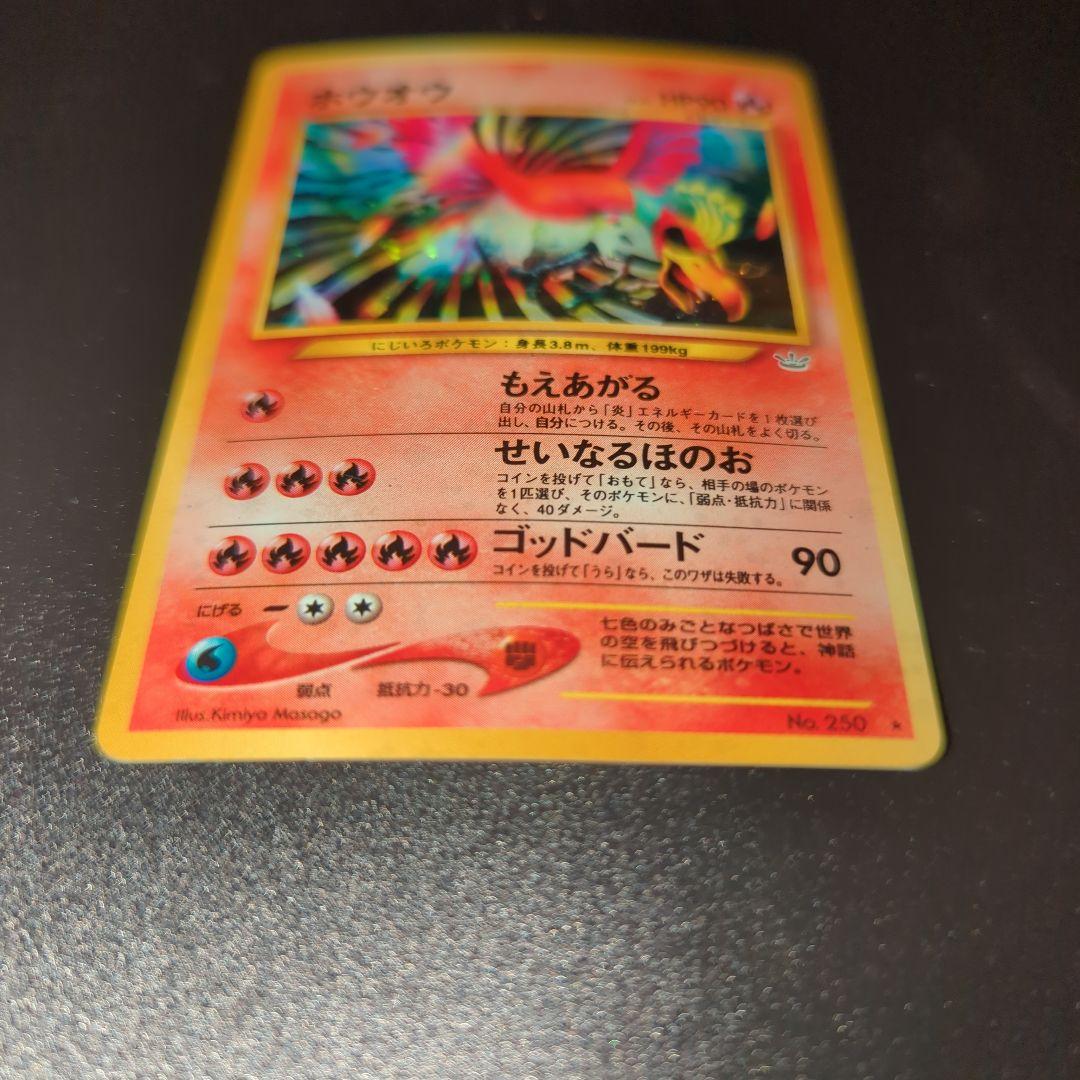 ホウオウ HP90
にじいろポケモン：身長3.8m、体重199kg
もえあがる
自分の山札から「炎」エネルギーカードを1枚選び
出し、自分につける。その後、その山札をよく切る。
せいなるほのお
コインを投げて「おもて」なら、相手の場のポケモン
を1匹選び、そのポケモンに、「弱点・抵抗力」に関係
なく、40ダメージ。
ゴッドバード 90
コインを投げて「うら」なら、このワザは失敗する。
にげる
七色のみごとなつばさで世界
の空を飛びつづけると、神話
に伝えられるポケモン。
弱点 抵抗力 -30
Illus. Kimiya Masago No. 250